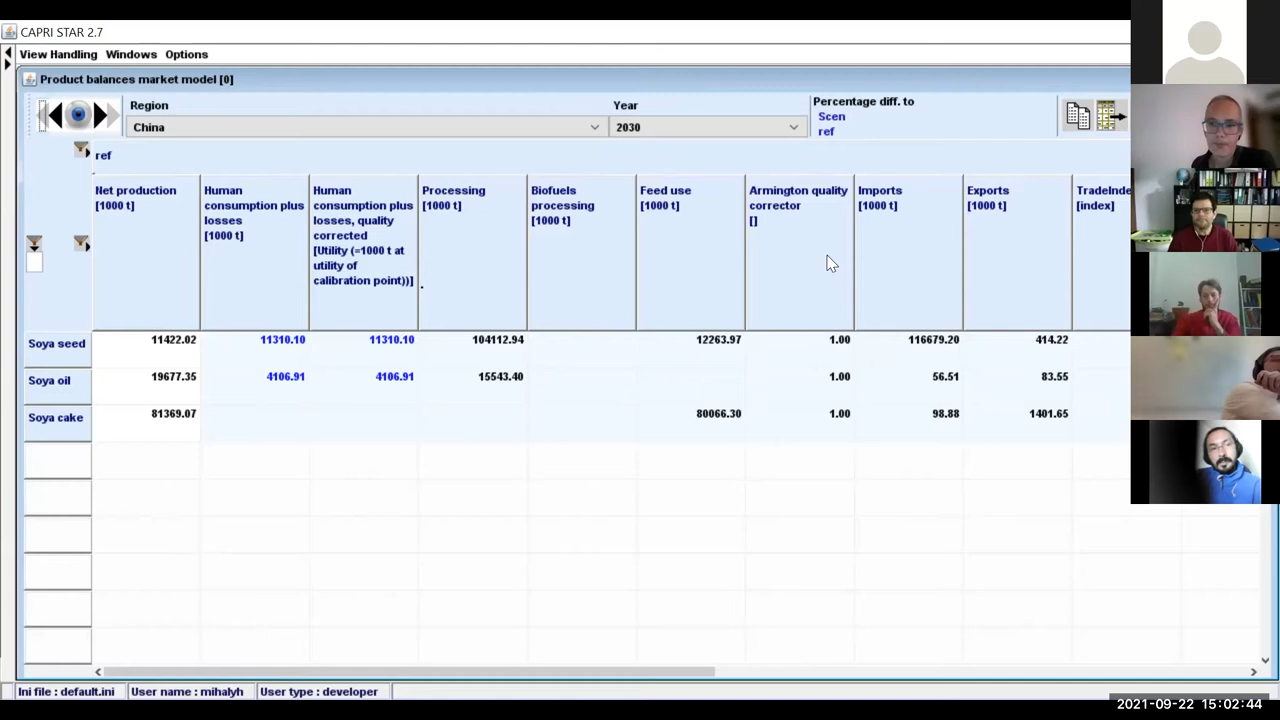 CAPRI STAR 2.7
View Handling Windows Options
Product balances market model [0]
Region
Year
Percentage diff. to
China
2030
Scen
ref
ref
Net production
[1000 t]
Human
consumption plus
losses
[1000 t]
Human
consumption plus
losses, quality
corrected
[Utility (=1000 t at
utility of
calibration point))]
Processing
[1000 t]
Biofuels
processing
[1000 t]
Feed use
[1000 t]
Armington quality
corrector
[]
Imports
[1000 t]
Exports
[1000 t]
TradeInde
[index]
Soya seed 11422.02 11310.10 11310.10 104112.94 12263.97 1.00 116679.20 414.22
Soya oil 19677.35 4106.91 4106.91 15543.40 1.00 56.51 83.55
Soya cake 81369.07 80066.30 1.00 98.88 1401.65
Ini file : default.ini User name : mihalyh User type : developer
2021-09-22 15:02:44